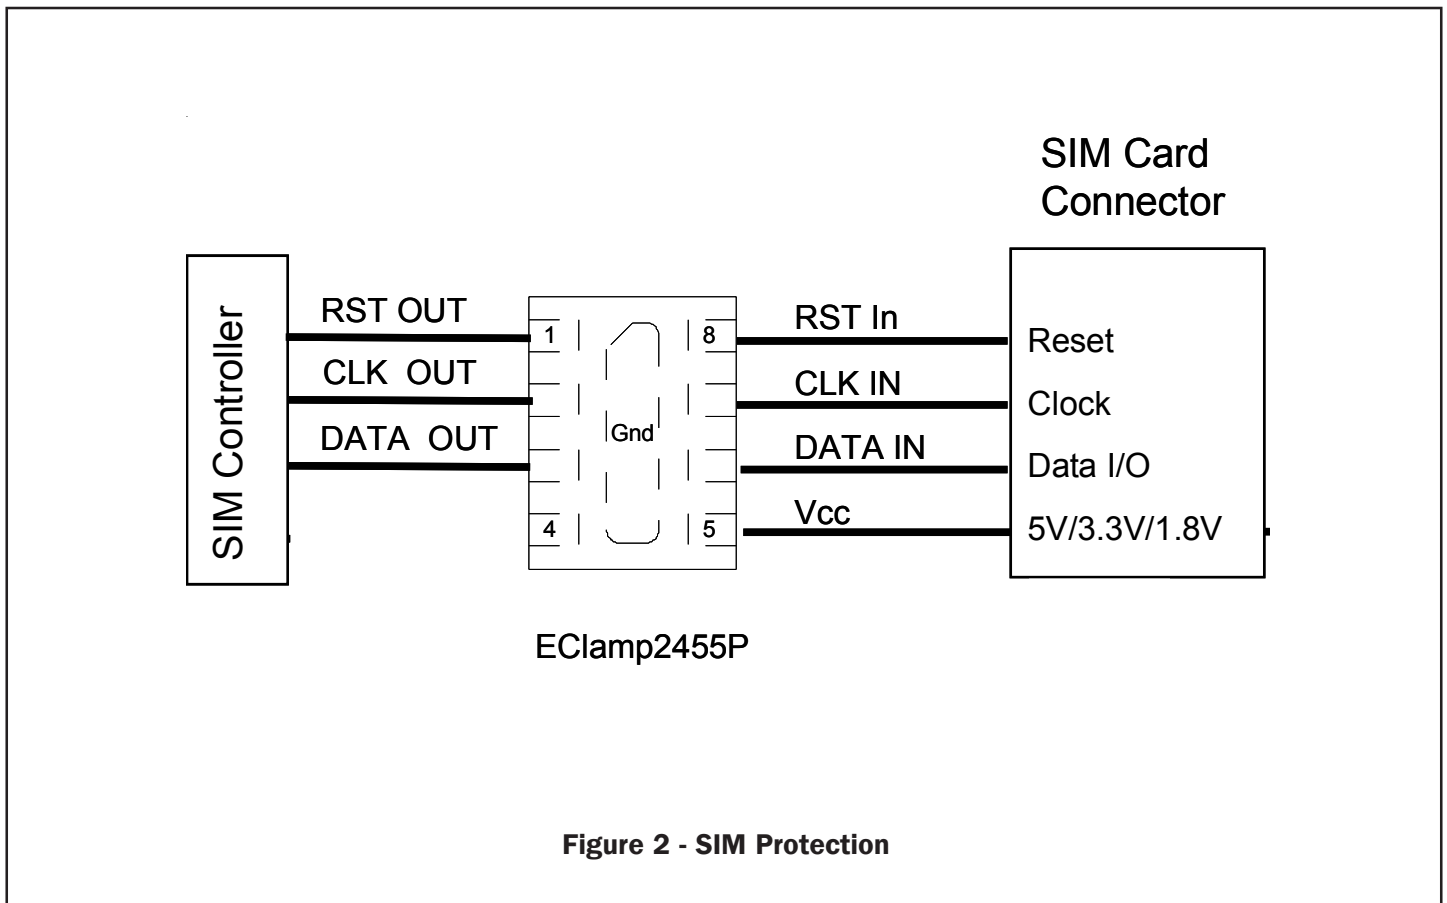 SIM Card
Connector
SIM Controller
RST OUT
CLK OUT
DATA OUT
1
8
Gnd
4
5
RST In
CLK IN
DATA IN
Vcc
Reset
Clock
Data I/O
5V/3.3V/1.8V
EClamp2455P
Figure 2 - SIM Protection